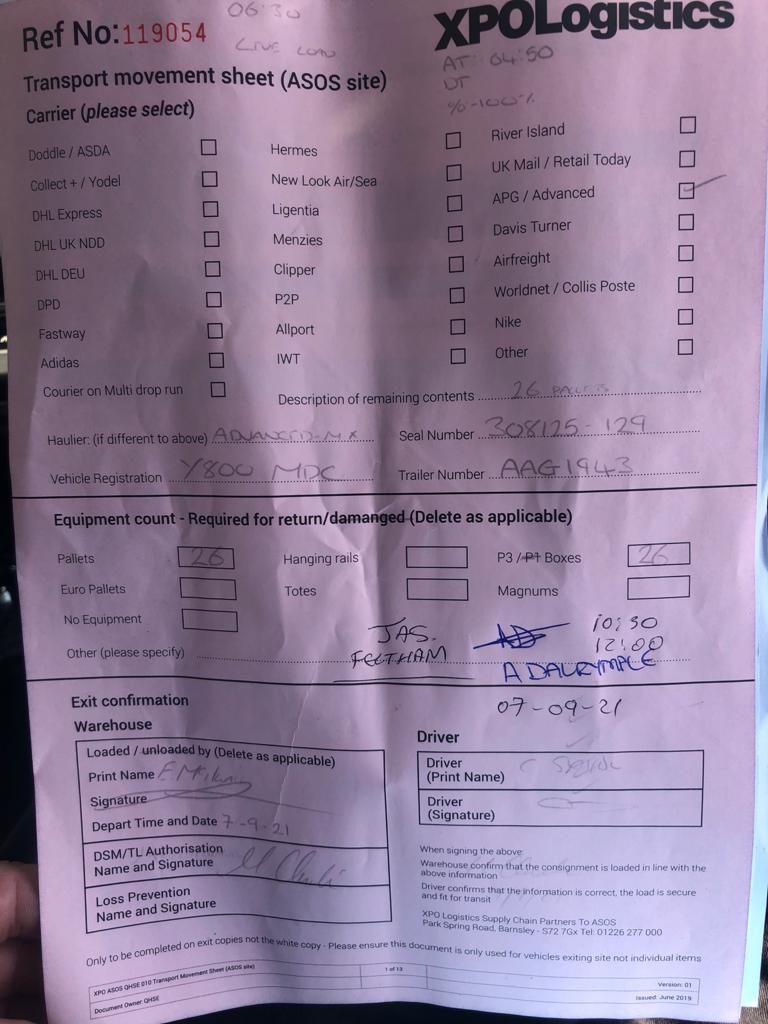 06:30
Ref No: 119054
LIVE LOAD
XPOLogistics
AT: 04:50
DT
%-100%
Transport movement sheet (ASOS site)
Carrier (please select)
Doddle / ASDA
Collect + / Yodel
DHL Express
DHL UK NDD
DHL DEU
DPD
Fastway
Adidas
Courier on Multi drop run
Hermes
New Look Air/Sea
Ligentia
Menzies
Clipper
P2P
Allport
IWT
River Island
UK Mail / Retail Today
APG / Advanced
Davis Turner
Airfreight
Worldnet / Collis Poste
Nike
Other
Description of remaining contents 26 PALLETS
Haulier: (if different to above) ADVANCED-MX
Seal Number 308125-129
Vehicle Registration Y800 MDC
Trailer Number AAG1943
Equipment count - Required for return/damaged (Delete as applicable)
Pallets 26
Hanging rails
P3 / P1 Boxes 26
Euro Pallets
Totes
Magnums
No Equipment
Other (please specify)
JAS.
FELTHAM
10:30
12:00
A DALRYMPLE
07-09-21
Exit confirmation
Warehouse
Loaded / unloaded by (Delete as applicable)
Print Name
Signature
Depart Time and Date 7-9-21
DSM/TL Authorisation
Name and Signature
Loss Prevention
Name and Signature
Driver
Driver
(Print Name)
Driver
(Signature)
When signing the above:
Warehouse confirm that the consignment is loaded in line with the
above information
Driver confirms that the information is correct, the load is secure
and fit for transit
XPO Logistics Supply Chain Partners To ASOS
Park Spring Road, Barnsley - S72 7Gx Tel: 01226 277 000
Only to be completed on exit copies not the white copy - Please ensure this document is only used for vehicles exiting site not individual items
XPO ASOS QHSE 010 Transport Movement Sheet (ASOS site)
1 of 13
Version: 01
Document Owner QHSE
Issued: June 2019